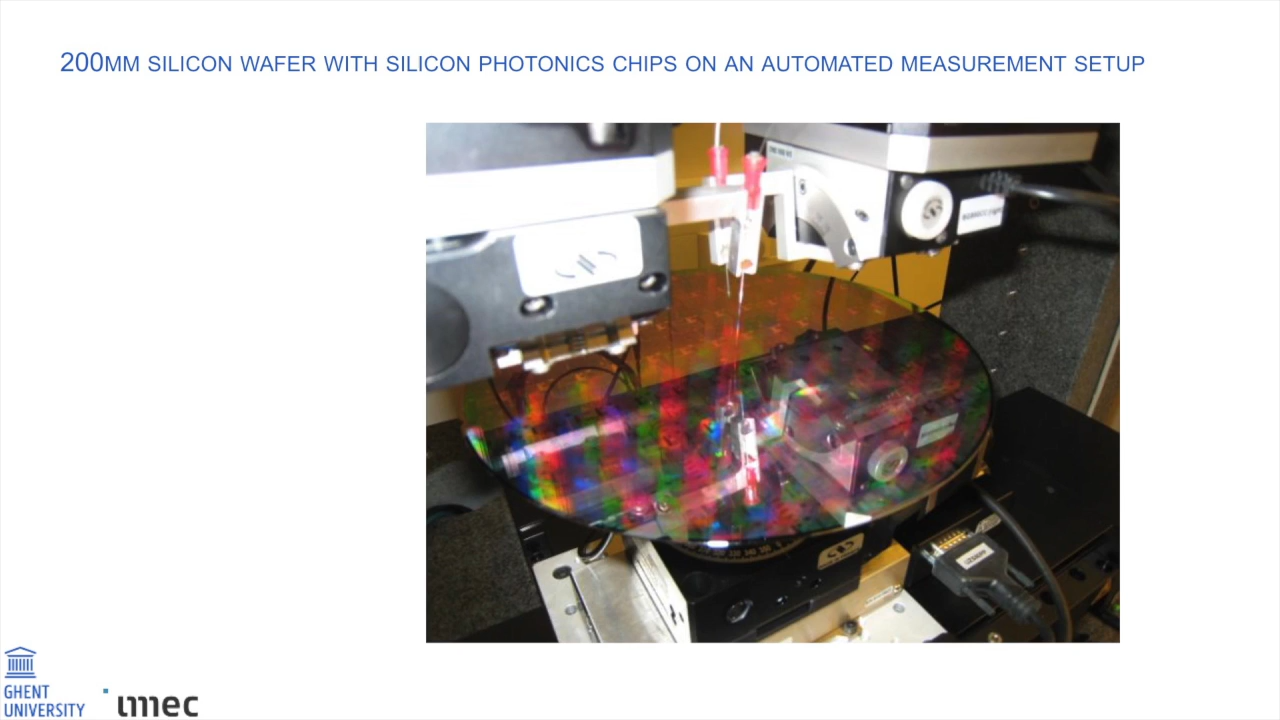 200MM SILICON WAFER WITH SILICON PHOTONICS CHIPS ON AN AUTOMATED MEASUREMENT SETUP
GHENT
UNIVERSITY
imec